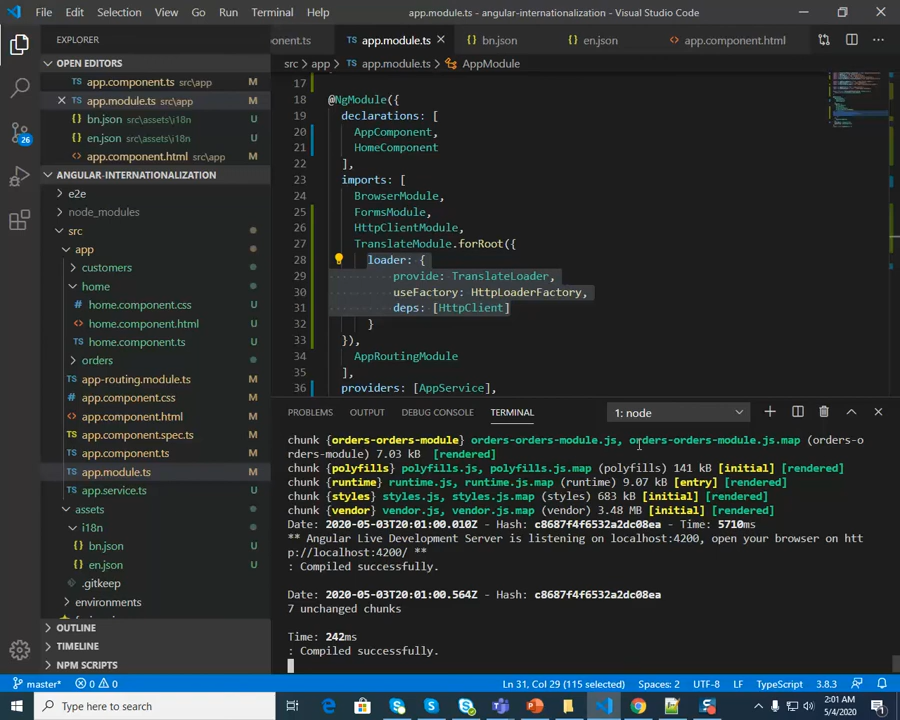 File Edit Selection View Go Run Terminal Help app.module.ts - angular-internationalization - Visual Studio Code
EXPLORER
OPEN EDITORS
TS app.component.ts src\app M
TS app.module.ts src\app M
{} bn.json src\assets\i18n U
{} en.json src\assets\i18n U
<> app.component.html src\app M
ANGULAR-INTERNATIONALIZATION
e2e
node_modules
src
app
customers
home
home.component.css U
home.component.html U
TS home.component.ts U
orders
TS app-routing.module.ts M
app.component.css M
<> app.component.html M
TS app.component.spec.ts M
TS app.component.ts M
TS app.module.ts M
TS app.service.ts U
assets
i18n
{} bn.json U
{} en.json U
.gitkeep
environments
OUTLINE
TIMELINE
NPM SCRIPTS
26
onent.ts TS app.module.ts {} bn.json {} en.json <> app.component.html
src > app > TS app.module.ts > AppModule
17
18 @NgModule({
19 declarations: [
20 AppComponent,
21 HomeComponent
22 ],
23 imports: [
24 BrowserModule,
25 FormsModule,
26 HttpClientModule,
27 TranslateModule.forRoot({
28 loader: {
29 provide: TranslateLoader,
30 useFactory: HttpLoaderFactory,
31 deps: [HttpClient]
32 }
33 }),
34 AppRoutingModule
35 ],
36 providers: [AppService],
PROBLEMS OUTPUT DEBUG CONSOLE TERMINAL 1: node
chunk {orders-orders-module} orders-orders-module.js, orders-orders-module.js.map (orders-o
rders-module) 7.03 kB [rendered]
chunk {polyfills} polyfills.js, polyfills.js.map (polyfills) 141 kB [initial] [rendered]
chunk {runtime} runtime.js, runtime.js.map (runtime) 9.07 kB [entry] [rendered]
chunk {styles} styles.js, styles.js.map (styles) 683 kB [initial] [rendered]
chunk {vendor} vendor.js, vendor.js.map (vendor) 3.48 MB [initial] [rendered]
Date: 2020-05-03T20:01:00.010Z - Hash: c8687f4f6532a2dc08ea - Time: 5710ms
** Angular Live Development Server is listening on localhost:4200, open your browser on htt
p://localhost:4200/ **
: Compiled successfully.
Date: 2020-05-03T20:01:00.564Z - Hash: c8687f4f6532a2dc08ea
7 unchanged chunks
Time: 242ms
: Compiled successfully.
master* 0 0 Ln 31, Col 29 (115 selected) Spaces: 2 UTF-8 LF TypeScript 3.8.3
Type here to search
2:01 AM
5/4/2020
1